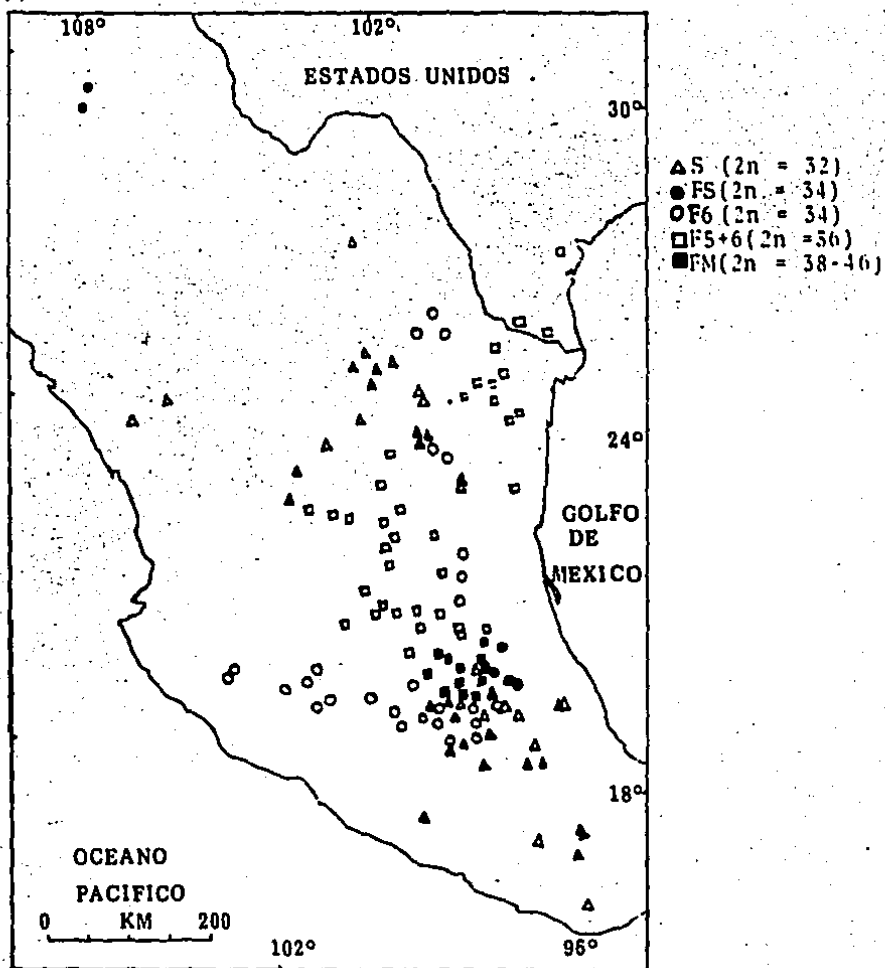 108° 102°
ESTADOS UNIDOS
30°
△ S (2n = 32)
● F5 (2n = 34)
○ F6 (2n = 34)
□ F5+6 (2n = 36)
■ FM (2n = 38-46)
24°
GOLFO
DE
MEXICO
18°
OCEANO
PACIFICO
0 KM 200
102° 96°